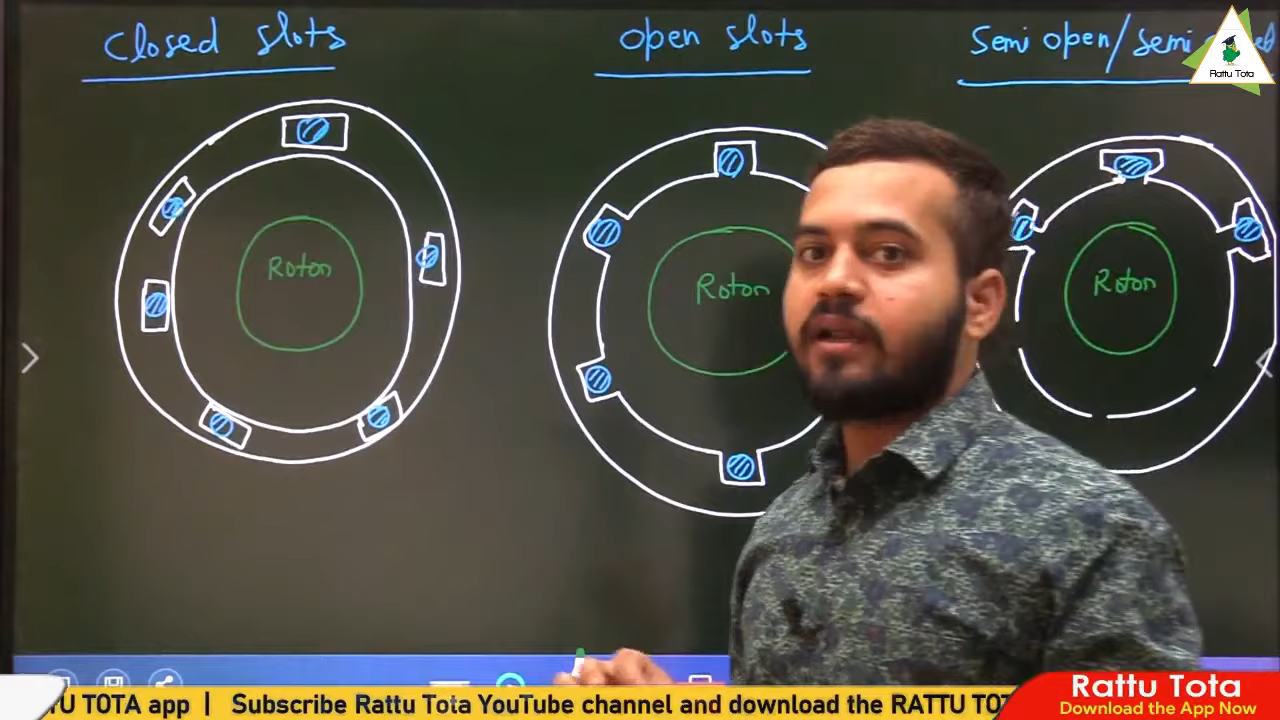 Closed slots
open slots
Semi open/semi
Rattu Tota
Rotor
Rotor
Rotor
TOTA app | Subscribe Rattu Tota YouTube channel and download the RATTU
Rattu Tota
Download the App Now